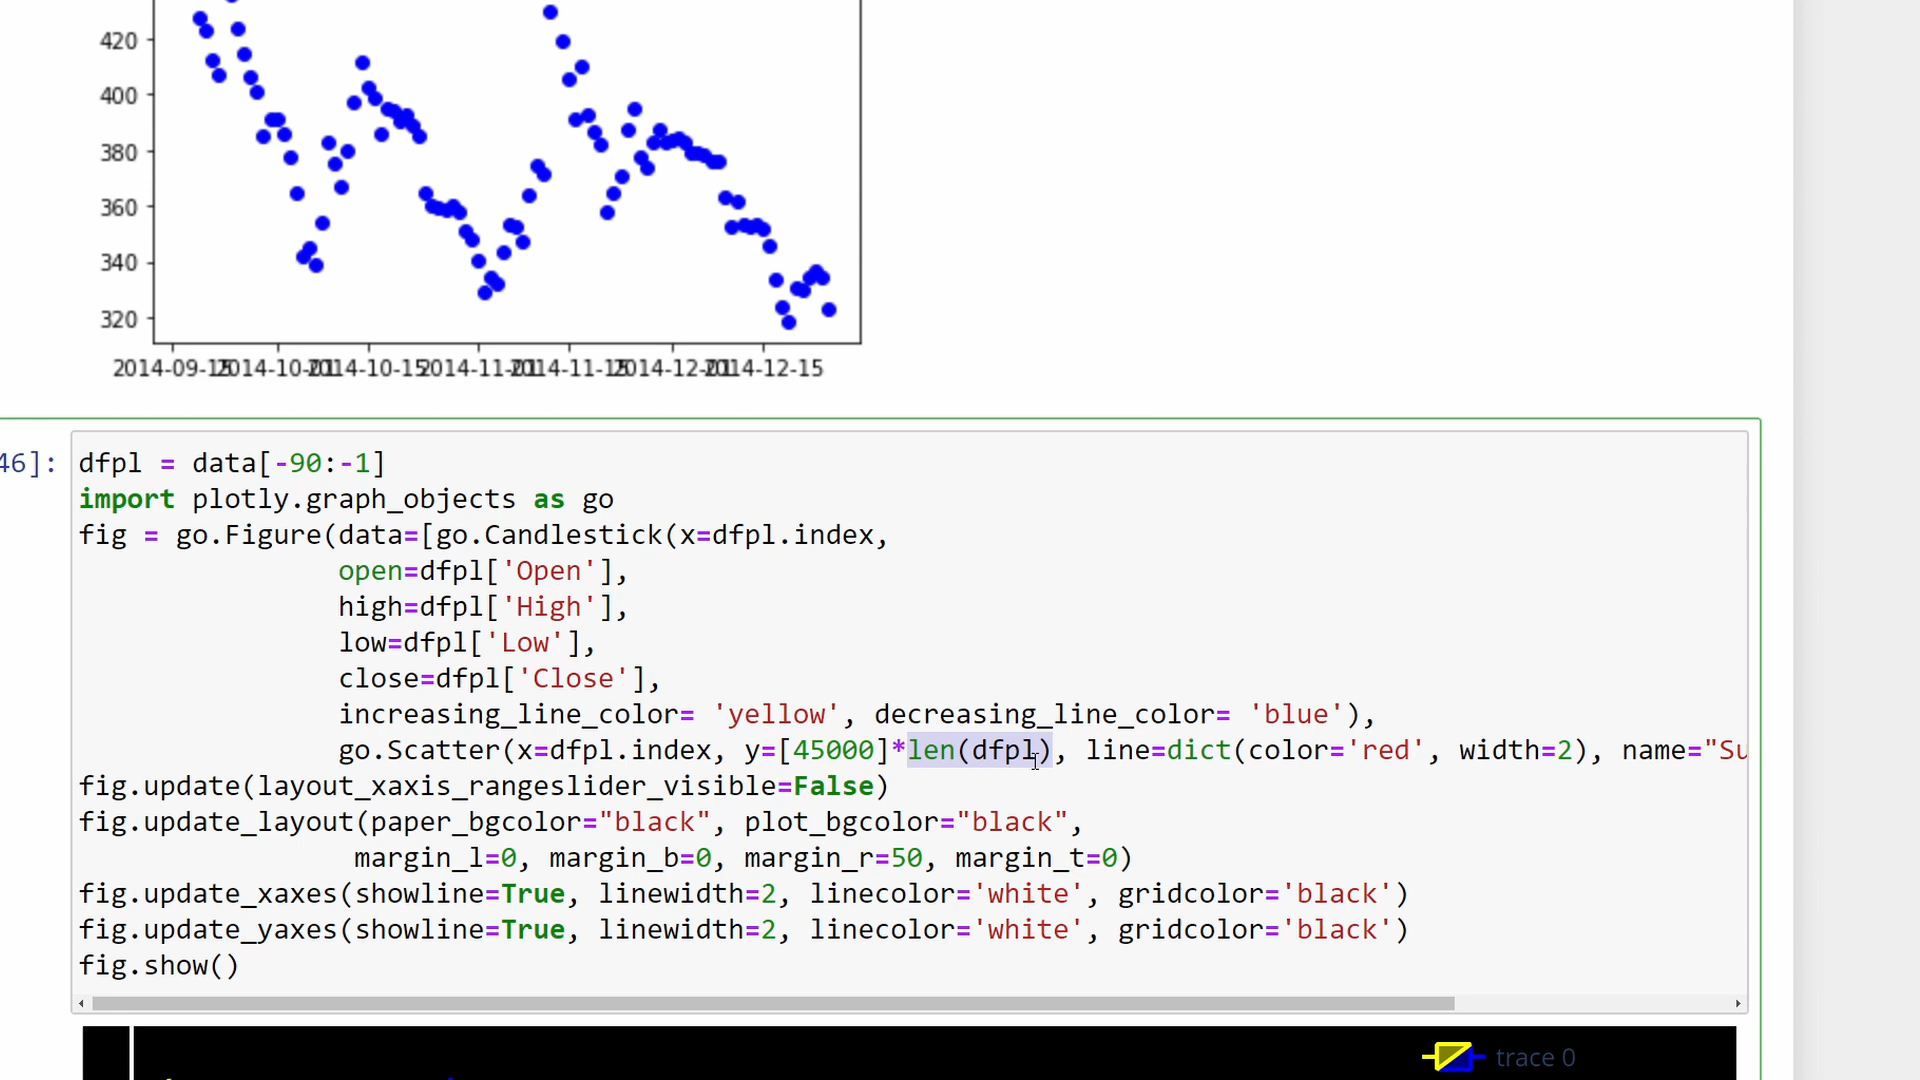 420
400
380
360
340
320
2014-09-15 2014-10-01 2014-10-15 2014-11-01 2014-11-15 2014-12-01 2014-12-15
46]:
dfpl = data[-90:-1]
import plotly.graph_objects as go
fig = go.Figure(data=[go.Candlestick(x=dfpl.index,
open=dfpl['Open'],
high=dfpl['High'],
low=dfpl['Low'],
close=dfpl['Close'],
increasing_line_color= 'yellow', decreasing_line_color= 'blue'),
go.Scatter(x=dfpl.index, y=[45000]*len(dfpl), line=dict(color='red', width=2), name="Su
fig.update(layout_xaxis_rangeslider_visible=False)
fig.update_layout(paper_bgcolor="black", plot_bgcolor="black",
margin_l=0, margin_b=0, margin_r=50, margin_t=0)
fig.update_xaxes(showline=True, linewidth=2, linecolor='white', gridcolor='black')
fig.update_yaxes(showline=True, linewidth=2, linecolor='white', gridcolor='black')
fig.show()
trace 0